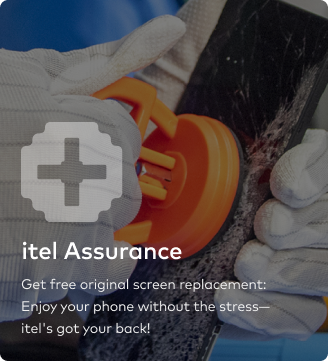 itel Assurance
Get free original screen replacement:
Enjoy your phone without the stress—
itel's got your back!